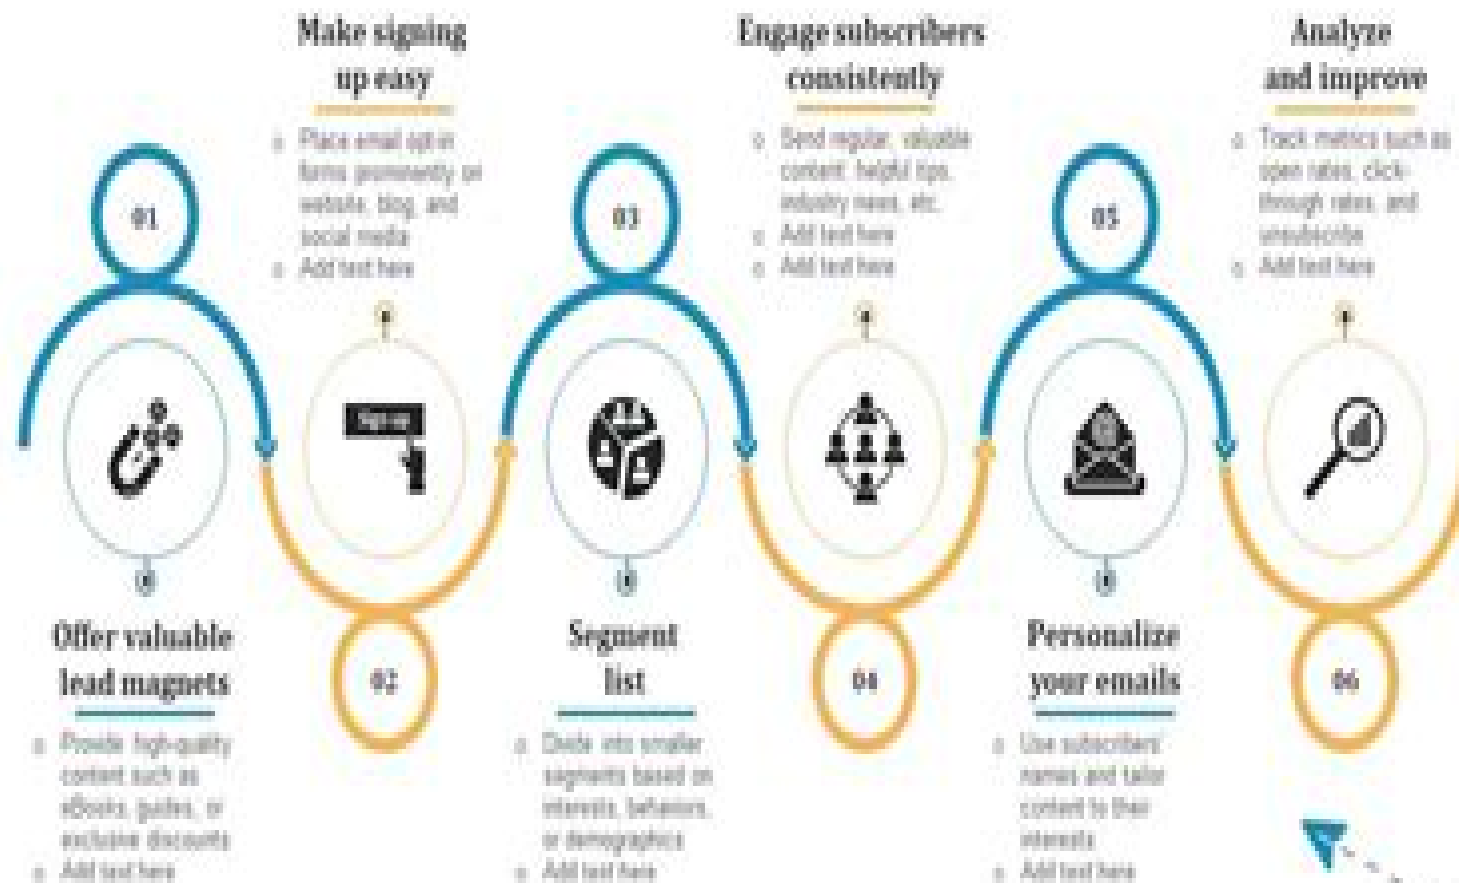 01
Offer valuable
lead magnets
o Provide high-quality
content such as
eBooks, guides, or
exclusive discounts
o Add text here
Make signing
up easy
o Place email opt-in
forms prominently on
website, blog, and
social media
o Add text here
Sign up
02
03
Segment
list
o Divide into smaller
segments based on
interests, behaviors,
or demographics
o Add text here
Engage subscribers
consistently
o Send regular, valuable
content helpful tips,
industry news, etc.
o Add text here
o Add text here
04
05
Personalize
your emails
o Use subscribers'
names and tailor
content to their
interests
o Add text here
Analyze
and improve
o Track metrics such as
open rates, click-
through rates, and
unsubscribe
o Add text here
06